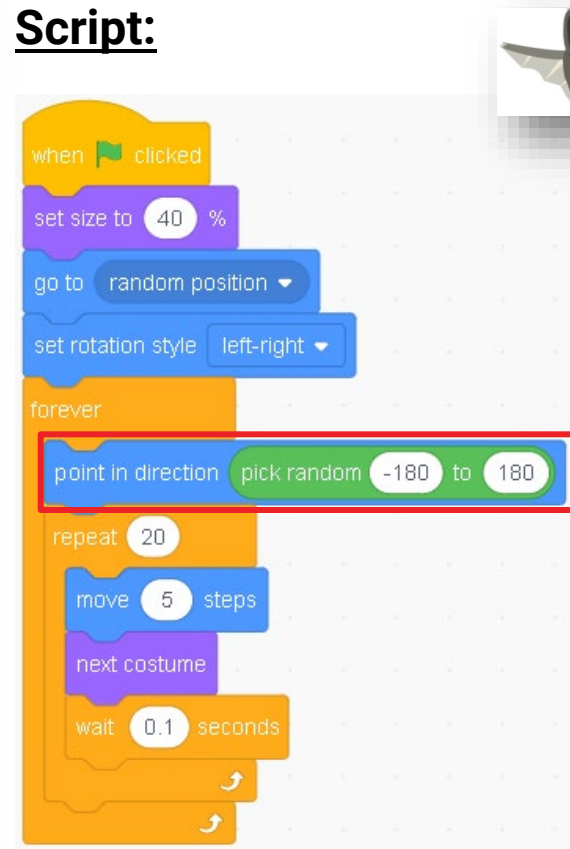 Script:
when clicked
set size to 40 %
go to random position
set rotation style left-right
forever
point in direction pick random -180 to 180
repeat 20
move 5 steps
next costume
wait 0.1 seconds